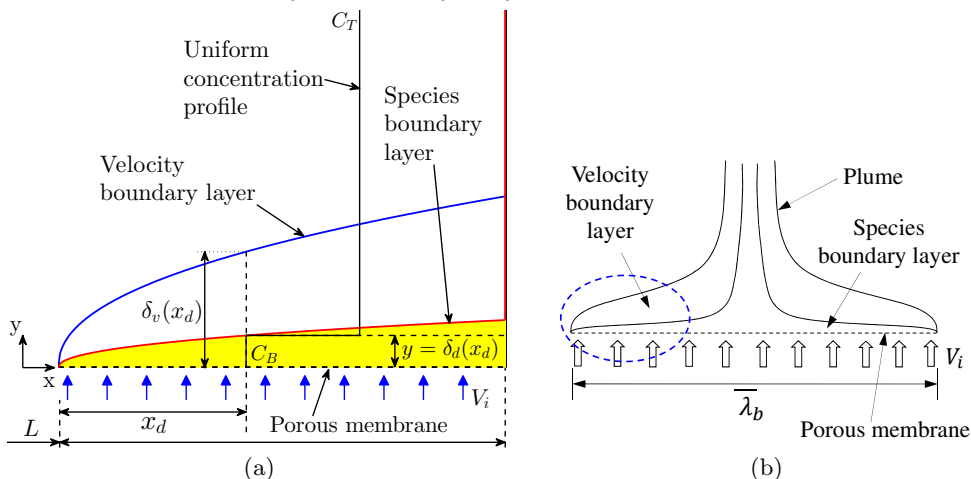 C_T
Uniform
concentration
profile
Species
boundary
layer
Velocity
boundary layer
δ_v(x_d)
y
x
C_B
y = δ_d(x_d)
V_i
x_d
Porous membrane
L
(a)
Velocity
boundary
layer
Plume
Species
boundary layer
V_i
λ̅_b
Porous membrane
(b)